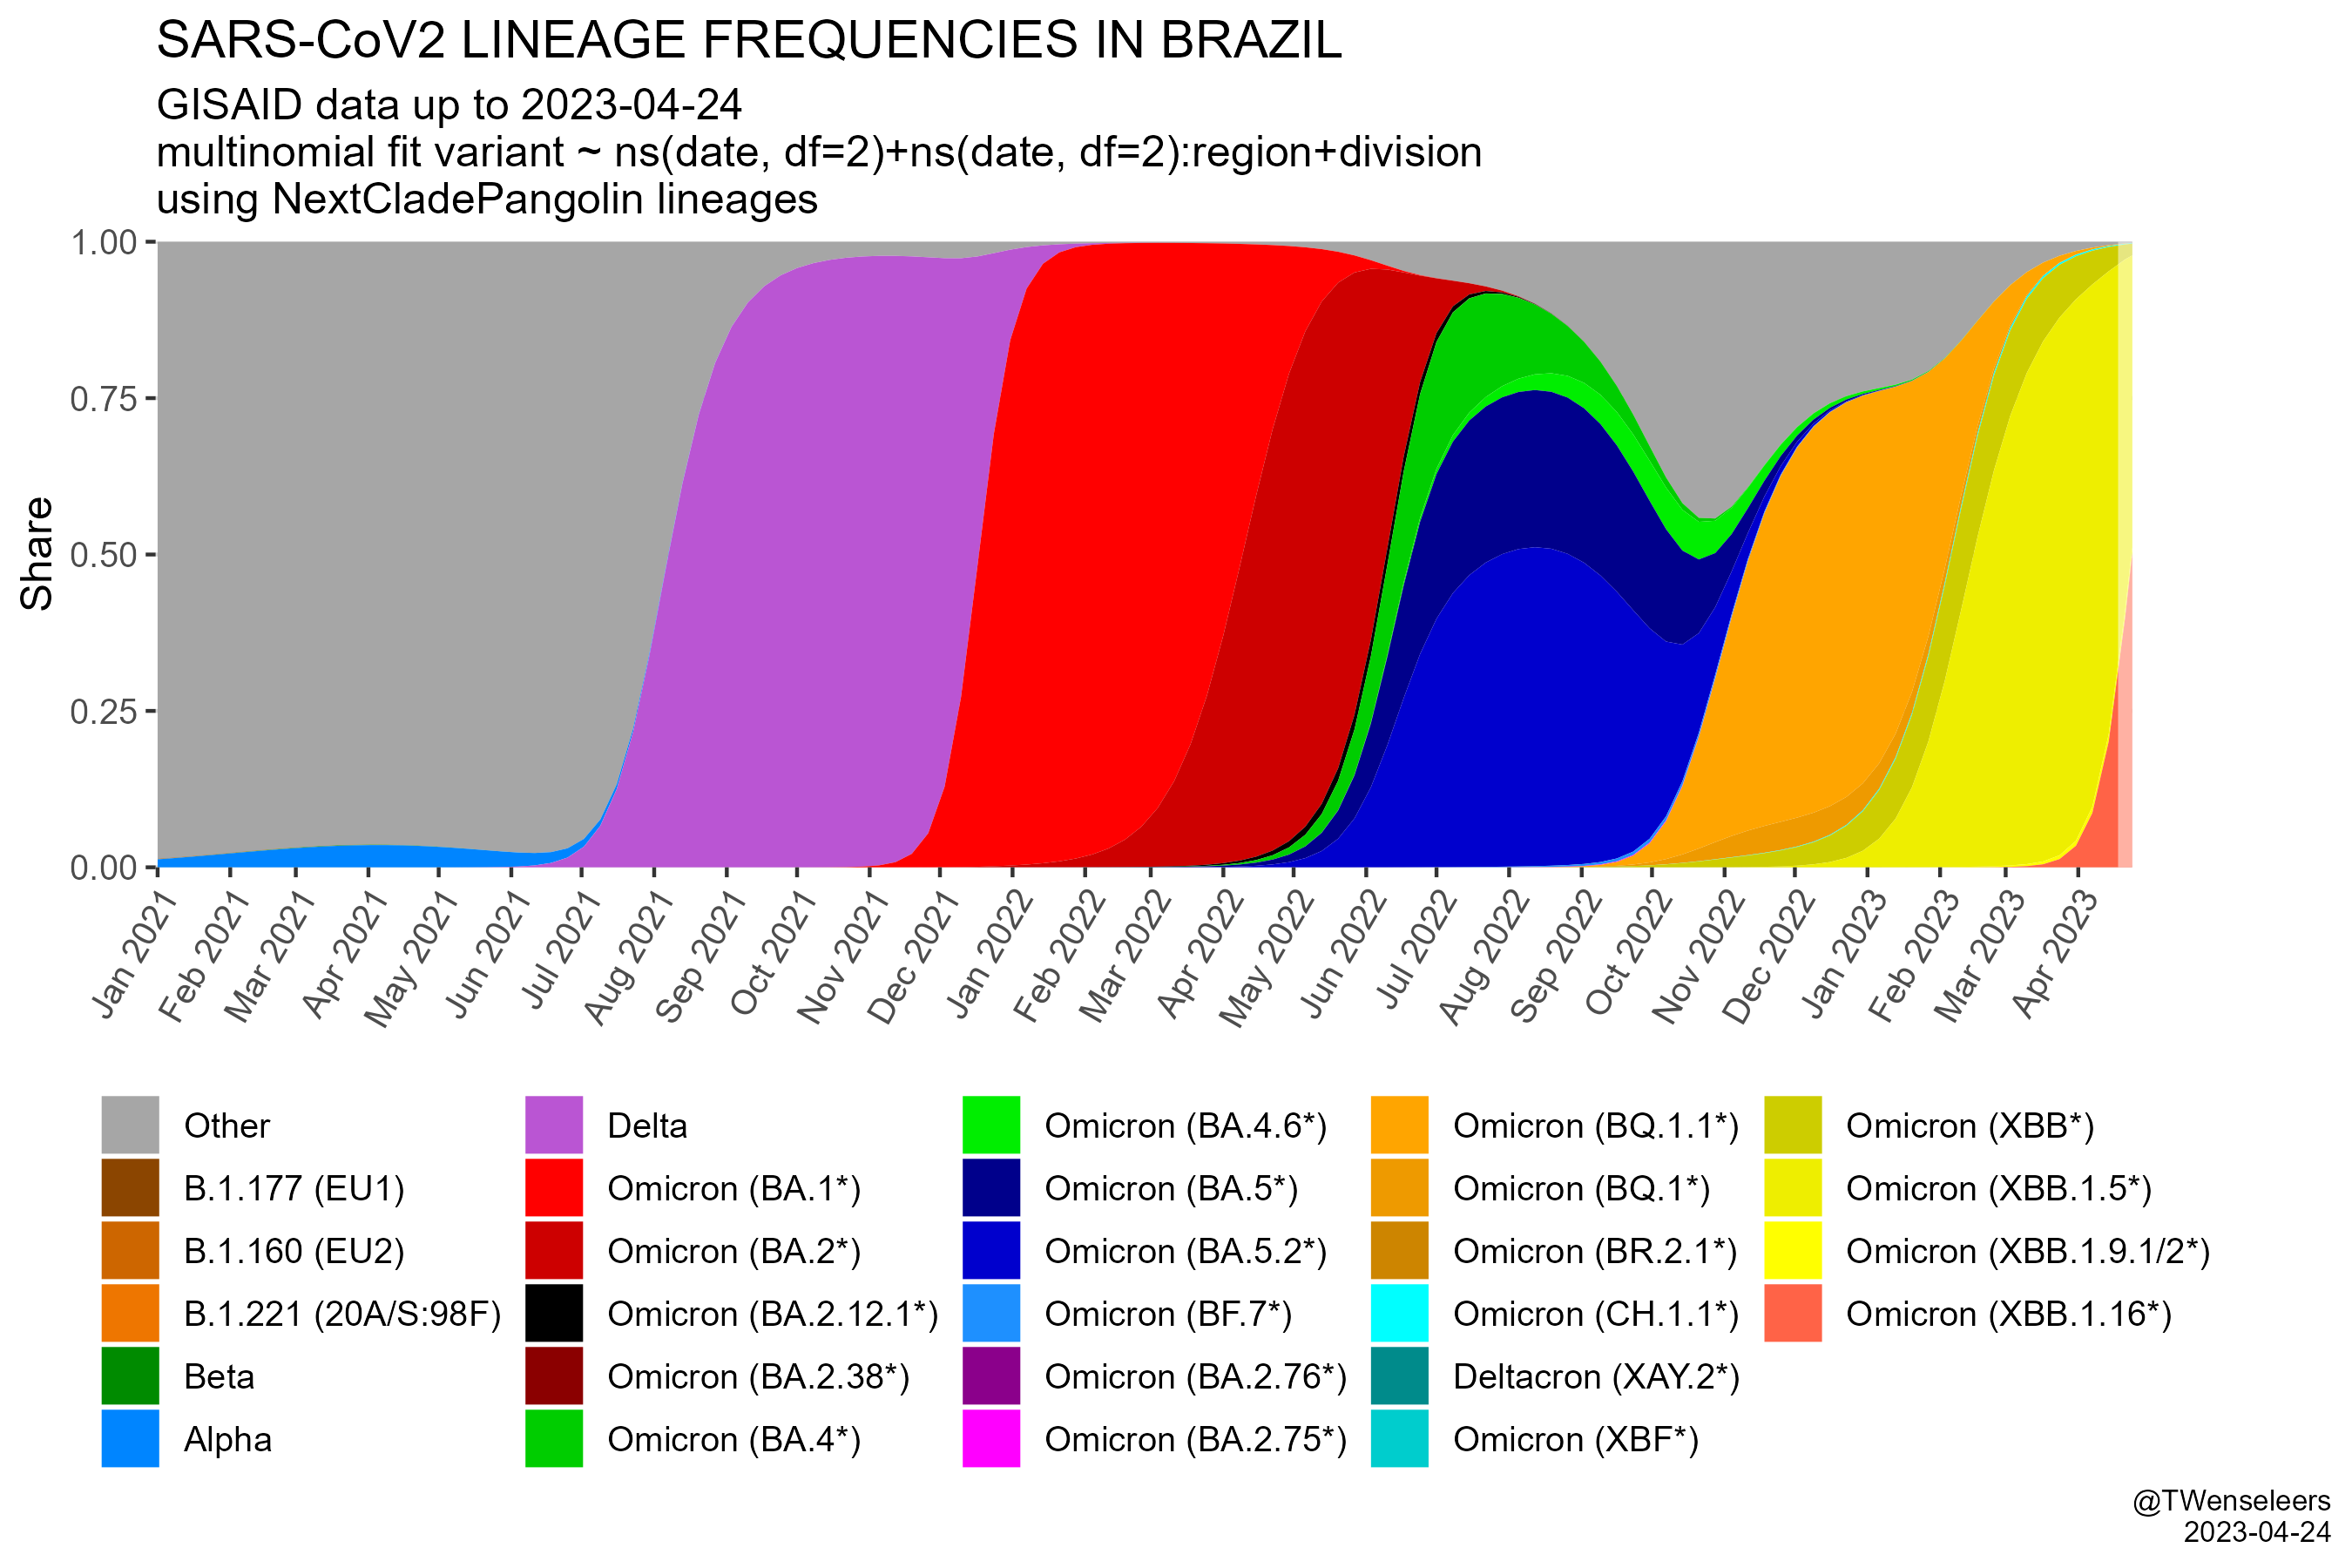 SARS-CoV2 LINEAGE FREQUENCIES IN BRAZIL
GISAID data up to 2023-04-24
multinomial fit variant ~ ns(date, df=2)+ns(date, df=2):region+division
using NextCladePangolin lineages
Share
1.00
0.75
0.50
0.25
0.00
Jan 2021
Feb 2021
Mar 2021
Apr 2021
May 2021
Jun 2021
Jul 2021
Aug 2021
Sep 2021
Oct 2021
Nov 2021
Dec 2021
Jan 2022
Feb 2022
Mar 2022
Apr 2022
May 2022
Jun 2022
Jul 2022
Aug 2022
Sep 2022
Oct 2022
Nov 2022
Dec 2022
Jan 2023
Feb 2023
Mar 2023
Apr 2023
Other
B.1.177 (EU1)
B.1.160 (EU2)
B.1.221 (20A/S:98F)
Beta
Alpha
Delta
Omicron (BA.1*)
Omicron (BA.2*)
Omicron (BA.2.12.1*)
Omicron (BA.2.38*)
Omicron (BA.4*)
Omicron (BA.4.6*)
Omicron (BA.5*)
Omicron (BA.5.2*)
Omicron (BF.7*)
Omicron (BA.2.76*)
Omicron (BA.2.75*)
Omicron (BQ.1.1*)
Omicron (BQ.1*)
Omicron (BR.2.1*)
Omicron (CH.1.1*)
Deltacron (XAY.2*)
Omicron (XBF*)
Omicron (XBB*)
Omicron (XBB.1.5*)
Omicron (XBB.1.9.1/2*)
Omicron (XBB.1.16*)
@TWenseleers
2023-04-24